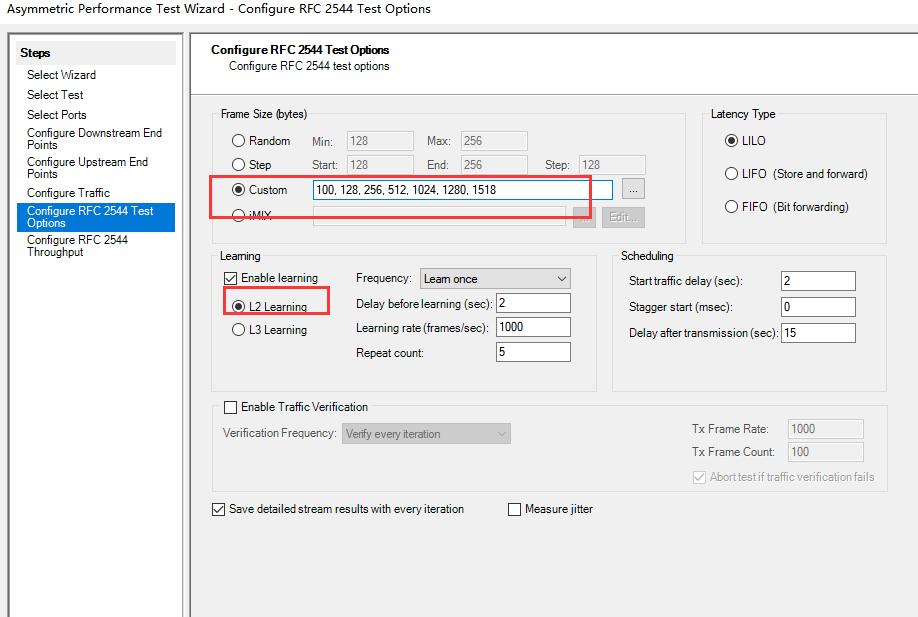 Asymmetric Performance Test Wizard - Configure RFC 2544 Test Options
Steps
Select Wizard
Select Test
Select Ports
Configure Downstream End
Points
Configure Upstream End
Points
Configure Traffic
Configure RFC 2544 Test
Options
Configure RFC 2544
Throughput
Configure RFC 2544 Test Options
Configure RFC 2544 test options
Frame Size (bytes)
Random Min: 128 Max: 256
Step Start: 128 End: 256 Step: 128
Custom 100, 128, 256, 512, 1024, 1280, 1518 ...
iMIX ... Edit...
Latency Type
LILO
LIFO (Store and forward)
FIFO (Bit forwarding)
Learning
Enable learning Frequency: Learn once
L2 Learning Delay before learning (sec): 2
L3 Learning Learning rate (frames/sec): 1000
Repeat count: 5
Scheduling
Start traffic delay (sec): 2
Stagger start (msec): 0
Delay after transmission (sec): 15
Enable Traffic Verification
Verification Frequency: Verify every iteration
Tx Frame Rate: 1000
Tx Frame Count: 100
Abort test if traffic verification fails
Save detailed stream results with every iteration Measure jitter